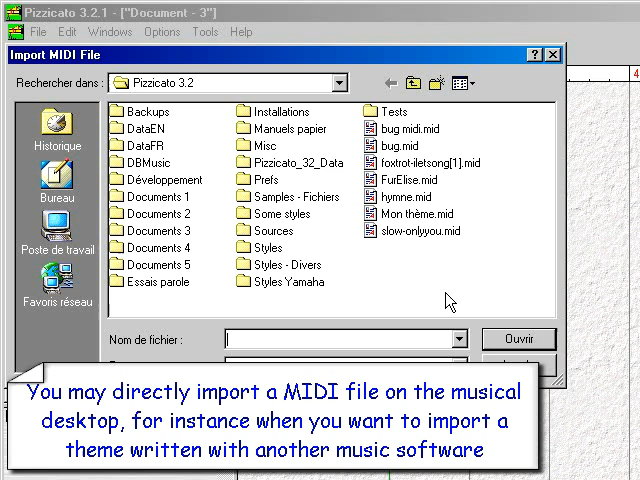 Pizzicato 3.2.1 - ["Document - 3"]
File Edit Windows Options Tools Help
Import MIDI File
4
Rechercher dans : Pizzicato 3.2
Historique
Bureau
Poste de travail
Favoris réseau
Backups
DataEN
DataFR
DBMusic
Développement
Documents 1
Documents 2
Documents 3
Documents 4
Documents 5
Essais parole
Installations
Manuels papier
Misc
Pizzicato_32_Data
Prefs
Samples - Fichiers
Some styles
Sources
Styles
Styles - Divers
Styles Yamaha
Tests
bug midi.mid
bug.mid
foxtrot-iletsong[1].mid
FurElise.mid
hymne.mid
Mon thème.mid
slow-onlyyou.mid
Nom de fichier : Ouvrir
You may directly import a MIDI file on the musical
desktop, for instance when you want to import a
theme written with another music software